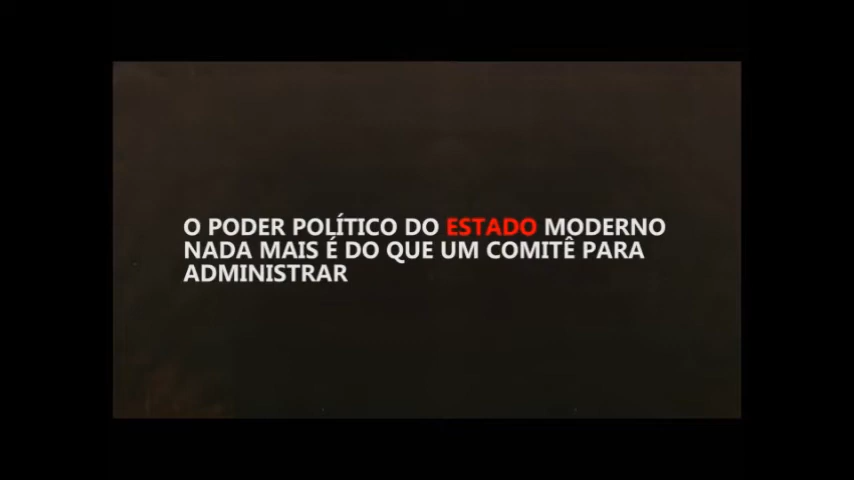 O PODER POLÍTICO DO ESTADO MODERNO
NADA MAIS É DO QUE UM COMITÊ PARA
ADMINISTRAR